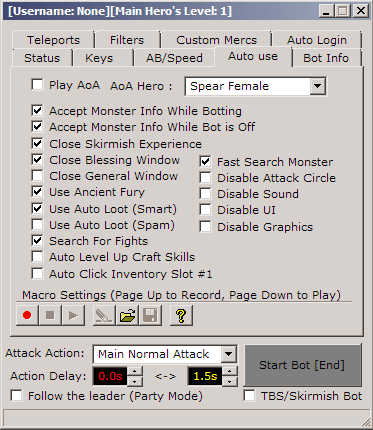 [Username: None][Main Hero's Level: 1]
Teleports Filters Custom Mercs Auto Login
Status Keys AB/Speed Auto use Bot Info
Play AoA AoA Hero : Spear Female
Accept Monster Info While Botting
Accept Monster Info While Bot is Off
Close Skirmish Experience
Close Blessing Window Fast Search Monster
Close General Window Disable Attack Circle
Use Ancient Fury Disable Sound
Use Auto Loot (Smart) Disable UI
Use Auto Loot (Spam) Disable Graphics
Search For Fights
Auto Level Up Craft Skills
Auto Click Inventory Slot #1
Macro Settings (Page Up to Record, Page Down to Play)
?
Attack Action: Main Normal Attack Start Bot [End]
Action Delay: 0.0s <-> 1.5s
Follow the leader (Party Mode) TBS/Skirmish Bot